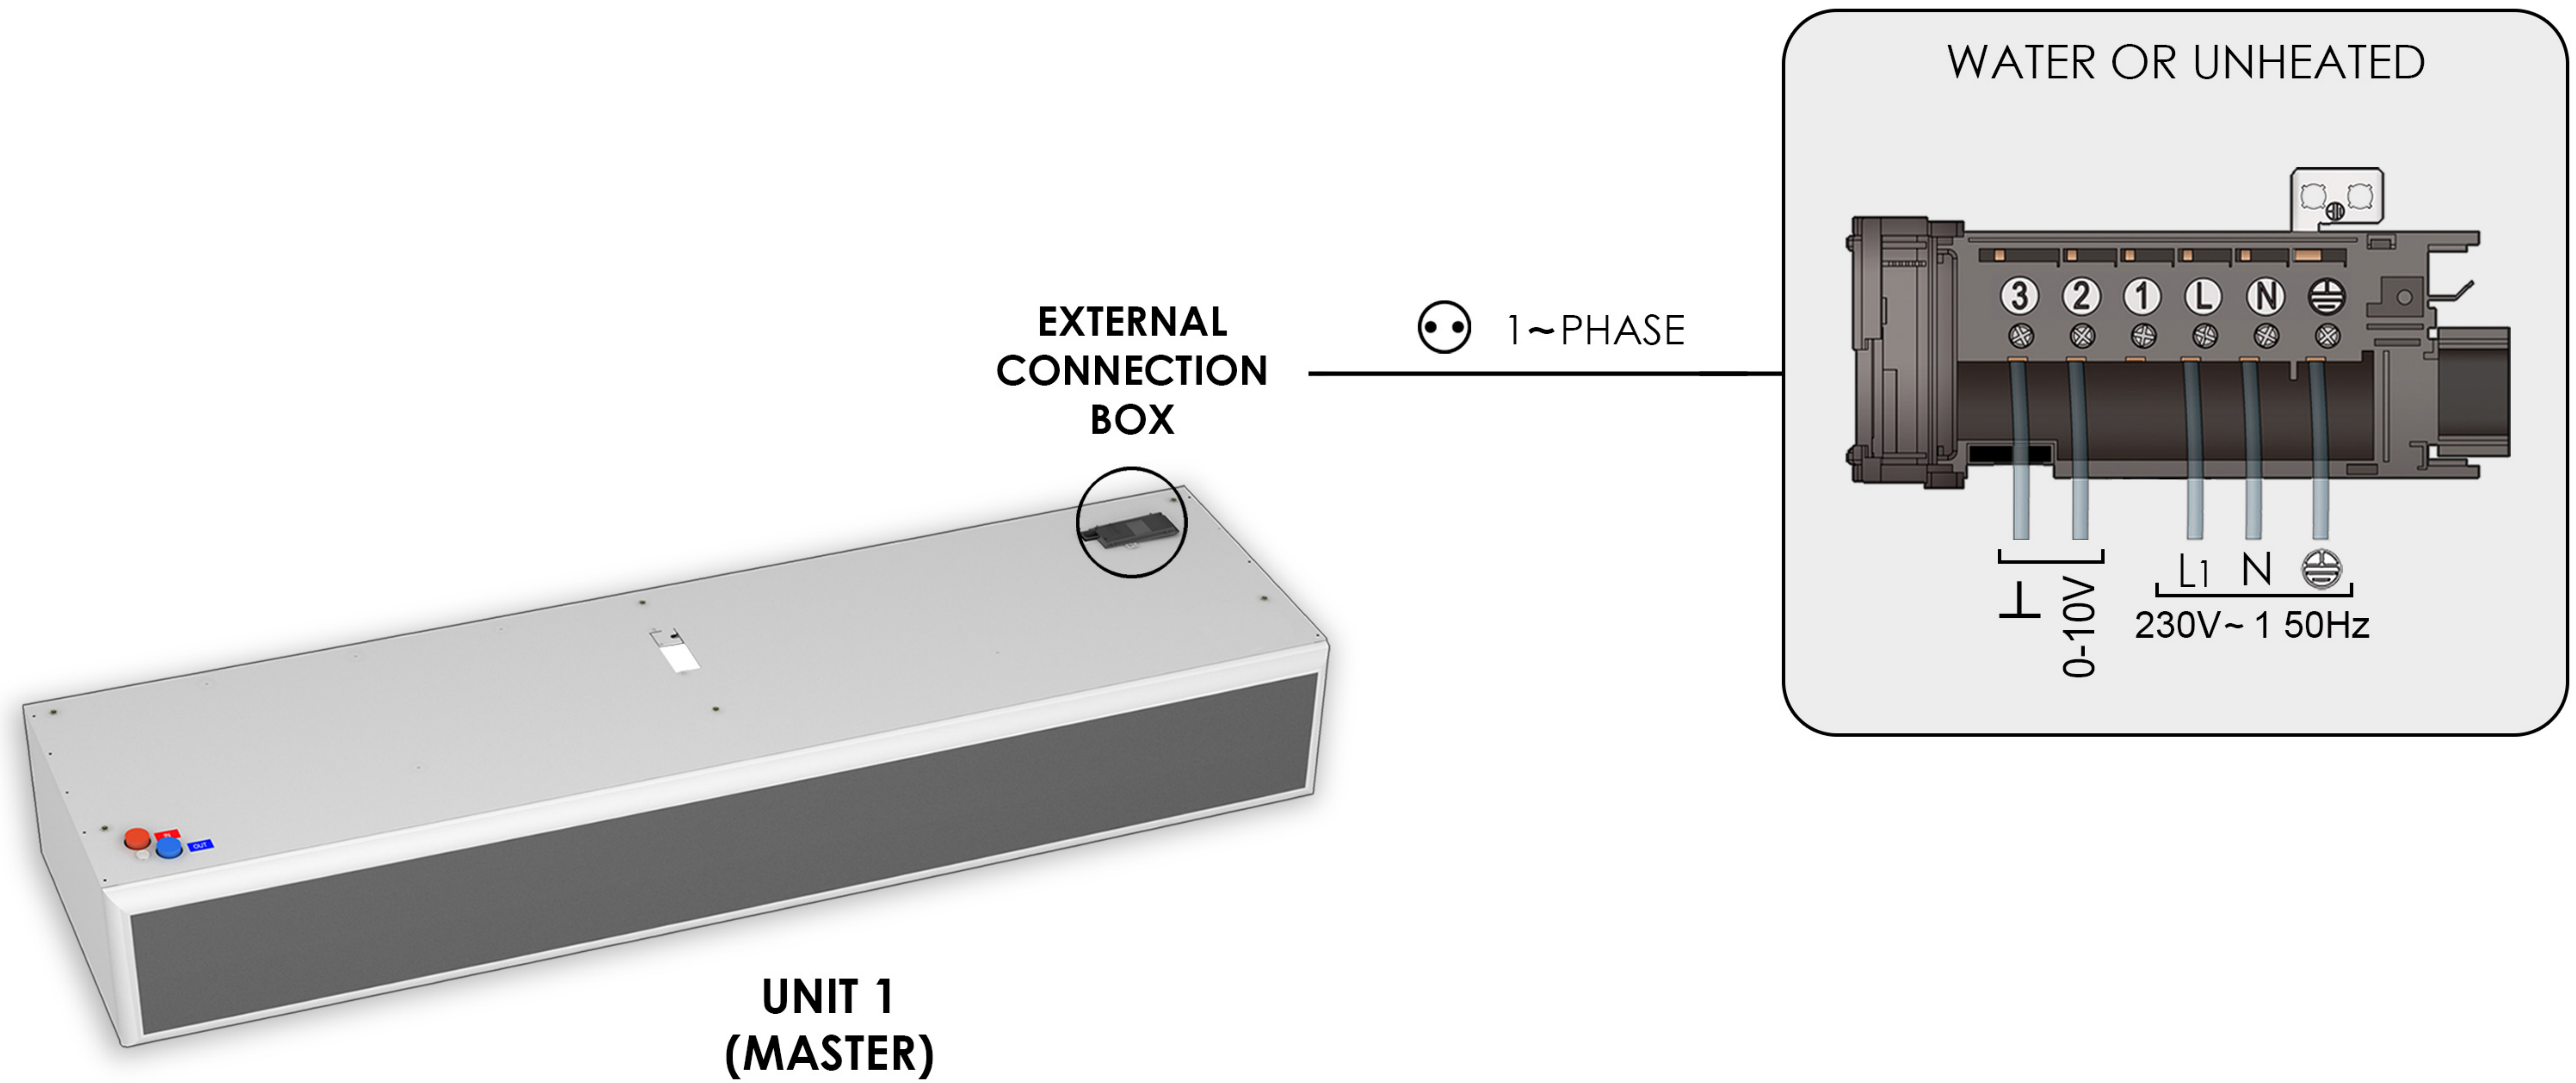 WATER OR UNHEATED
EXTERNAL
CONNECTION
BOX
1~PHASE
3 2 1 L N
L1 N
0-10V
230V~ 1 50Hz
IN
OUT
UNIT 1
(MASTER)